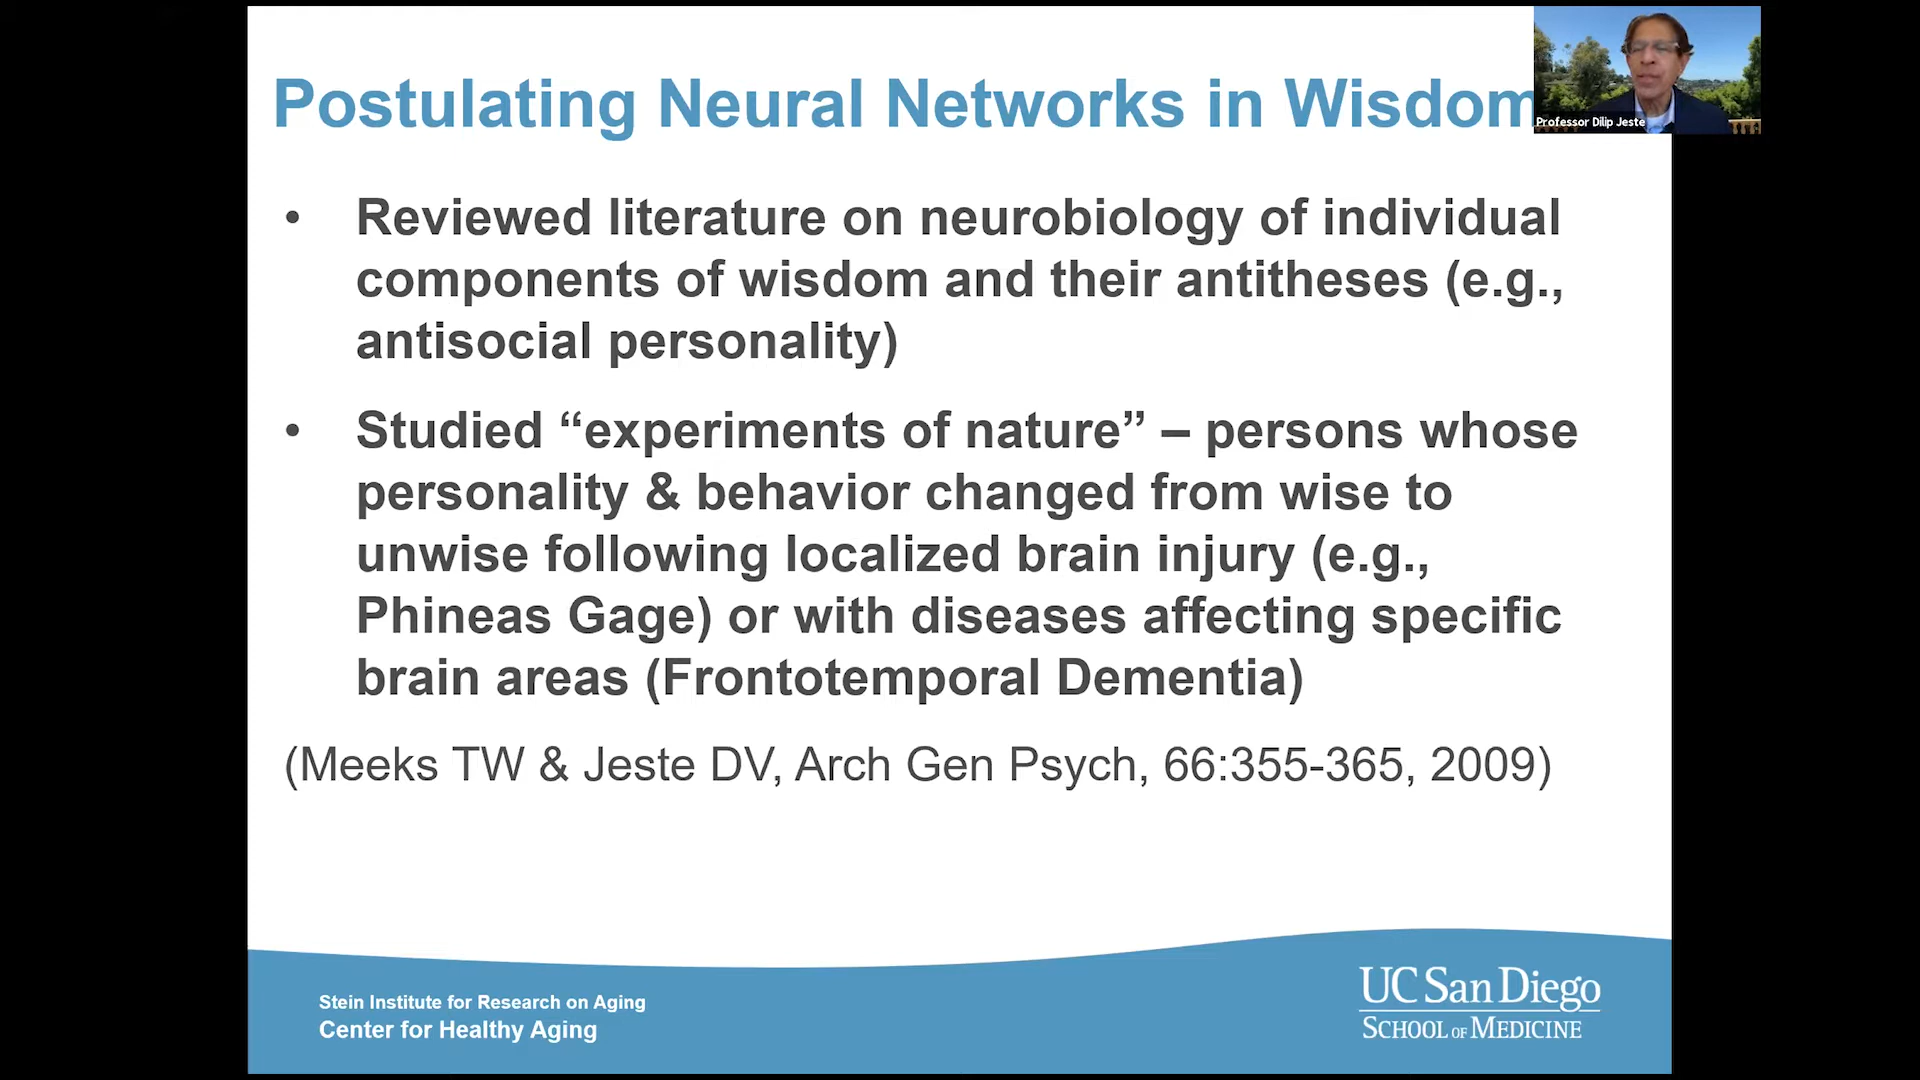 Postulating Neural Networks in Wisdom
Professor Dilip Jeste
• Reviewed literature on neurobiology of individual
components of wisdom and their antitheses (e.g.,
antisocial personality)
• Studied “experiments of nature” – persons whose
personality & behavior changed from wise to
unwise following localized brain injury (e.g.,
Phineas Gage) or with diseases affecting specific
brain areas (Frontotemporal Dementia)
(Meeks TW & Jeste DV, Arch Gen Psych, 66:355-365, 2009)
Stein Institute for Research on Aging
Center for Healthy Aging
UC San Diego
SCHOOL OF MEDICINE